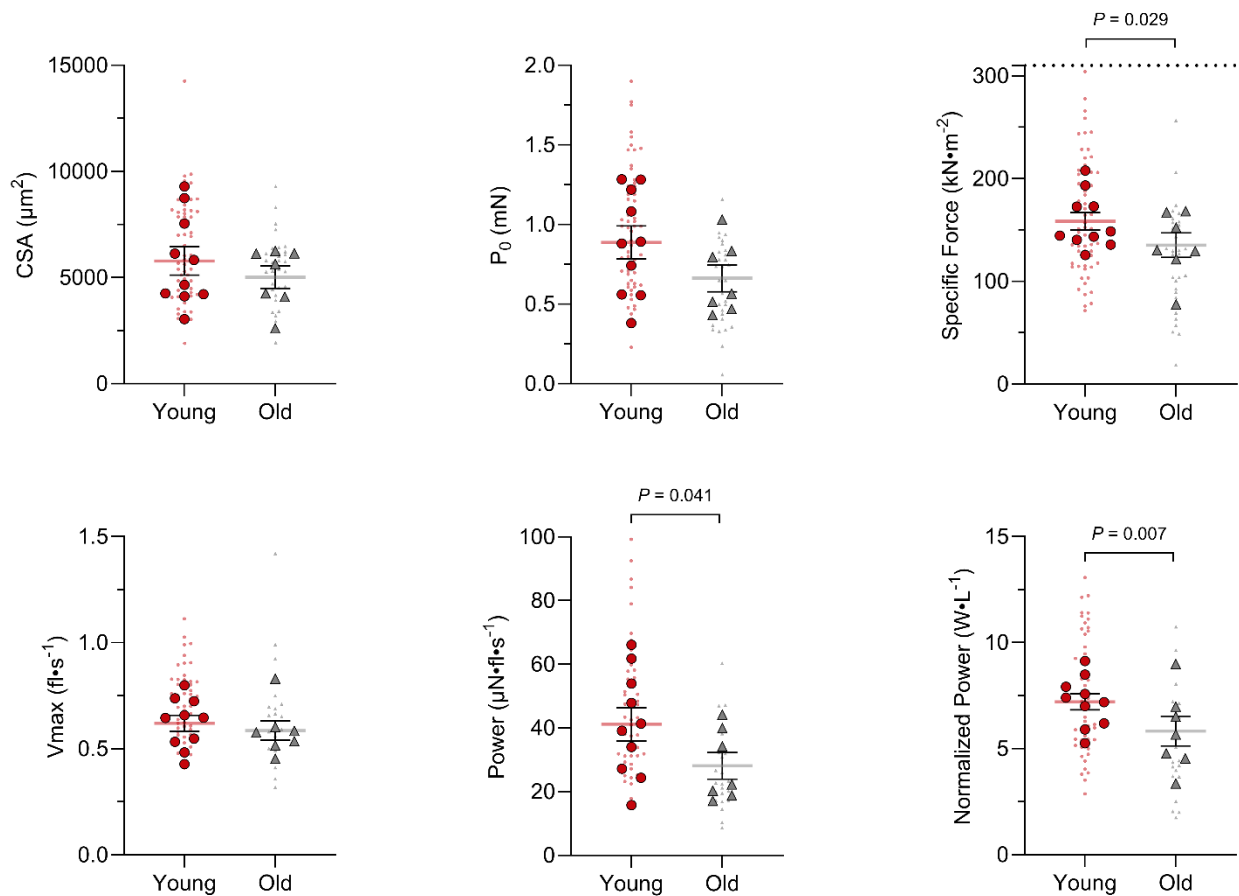 CSA (µm²)
15000
10000
5000
0
Young Old
P₀ (mN)
2.0
1.5
1.0
0.5
0.0
Young Old
P = 0.029
Specific Force (kN•m⁻²)
300
200
100
0
Young Old
Vmax (fl•s⁻¹)
1.5
1.0
0.5
0.0
Young Old
P = 0.041
Power (µN•fl•s⁻¹)
100
80
60
40
20
0
Young Old
P = 0.007
Normalized Power (W•L⁻¹)
15
10
5
0
Young Old